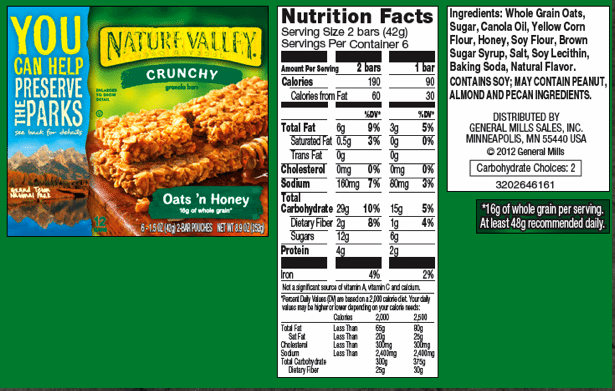 YOU
CAN HELP
PRESERVE
THE PARKS
see back for details
Grand Teton
National Park
NATURE VALLEY®
CRUNCHY
granola bars
ENLARGED
TO SHOW
DETAIL
Oats 'n Honey
16g of whole grain*
12
6 - 1.5 OZ (42g) 2-BAR POUCHES NET WT 8.9 OZ (253g)
Nutrition Facts
Serving Size 2 bars (42g)
Servings Per Container 6
Amount Per Serving 2 bars 1 bar
Calories 190 90
Calories from Fat 60 30
%DV* %DV*
Total Fat 6g 9% 3g 5%
Saturated Fat 0.5g 3% 0g 0%
Trans Fat 0g 0g
Cholesterol 0mg 0% 0mg 0%
Sodium 160mg 7% 80mg 3%
Total
Carbohydrate 29g 10% 15g 5%
Dietary Fiber 2g 8% 1g 4%
Sugars 12g 6g
Protein 4g 2g
Iron 4% 2%
Not a significant source of vitamin A, vitamin C and calcium.
*Percent Daily Values (DV) are based on a 2,000 calorie diet. Your daily
values may be higher or lower depending on your calorie needs:
Calories 2,000 2,500
Total Fat Less Than 65g 80g
Sat Fat Less Than 20g 25g
Cholesterol Less Than 300mg 300mg
Sodium Less Than 2,400mg 2,400mg
Total Carbohydrate 300g 375g
Dietary Fiber 25g 30g
Ingredients: Whole Grain Oats,
Sugar, Canola Oil, Yellow Corn
Flour, Honey, Soy Flour, Brown
Sugar Syrup, Salt, Soy Lecithin,
Baking Soda, Natural Flavor.
CONTAINS SOY; MAY CONTAIN PEANUT,
ALMOND AND PECAN INGREDIENTS.
DISTRIBUTED BY
GENERAL MILLS SALES, INC.
MINNEAPOLIS, MN 55440 USA
© 2012 General Mills
Carbohydrate Choices: 2
3202646161
*16g of whole grain per serving.
At least 48g recommended daily.